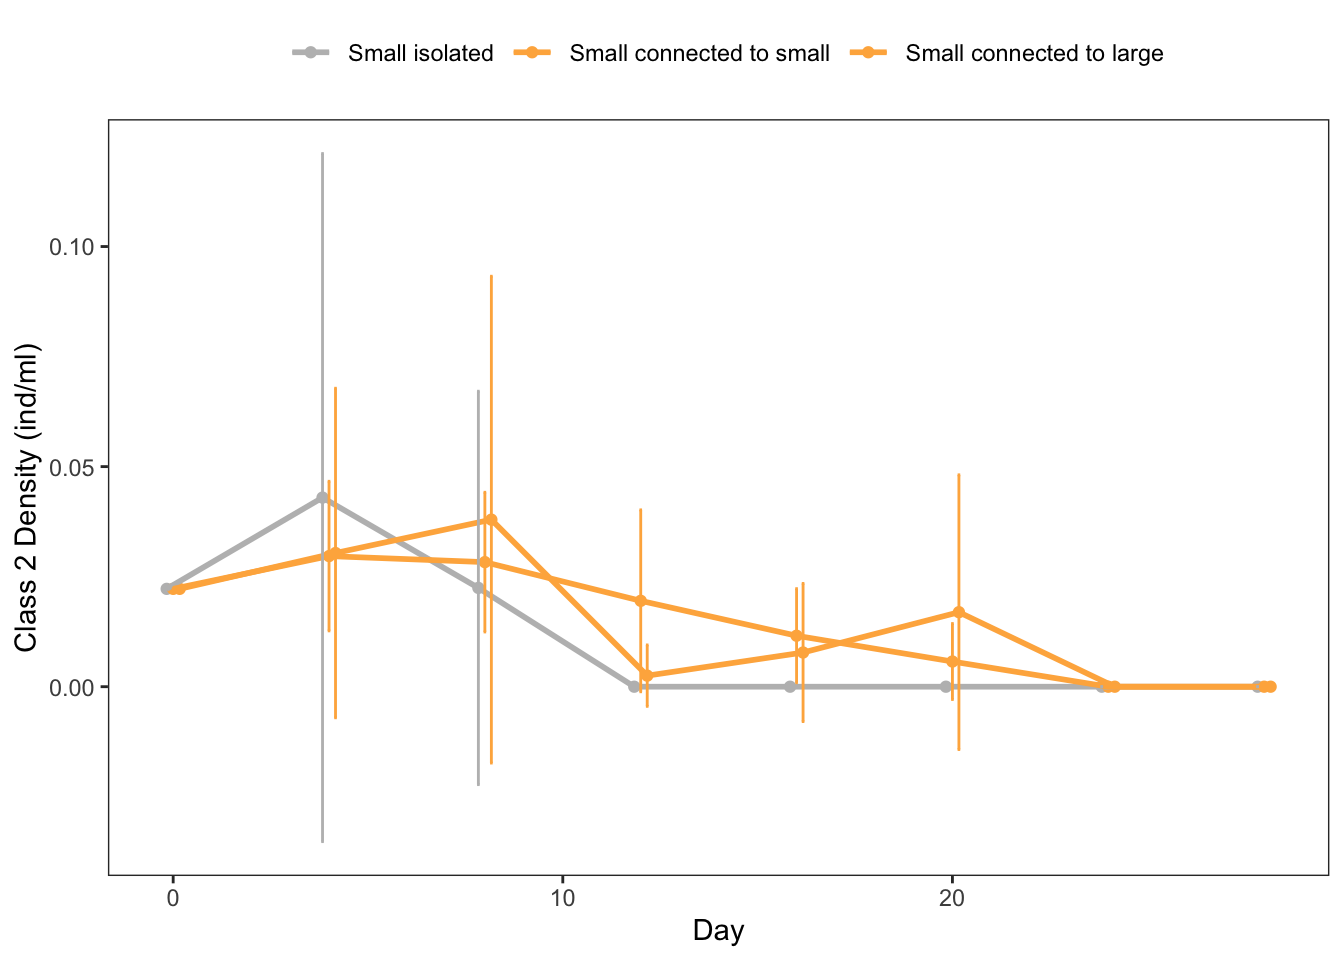 Small isolated Small connected to small Small connected to large
Class 2 Density (ind/ml)
0.10
0.05
0.00
0 10 20
Day